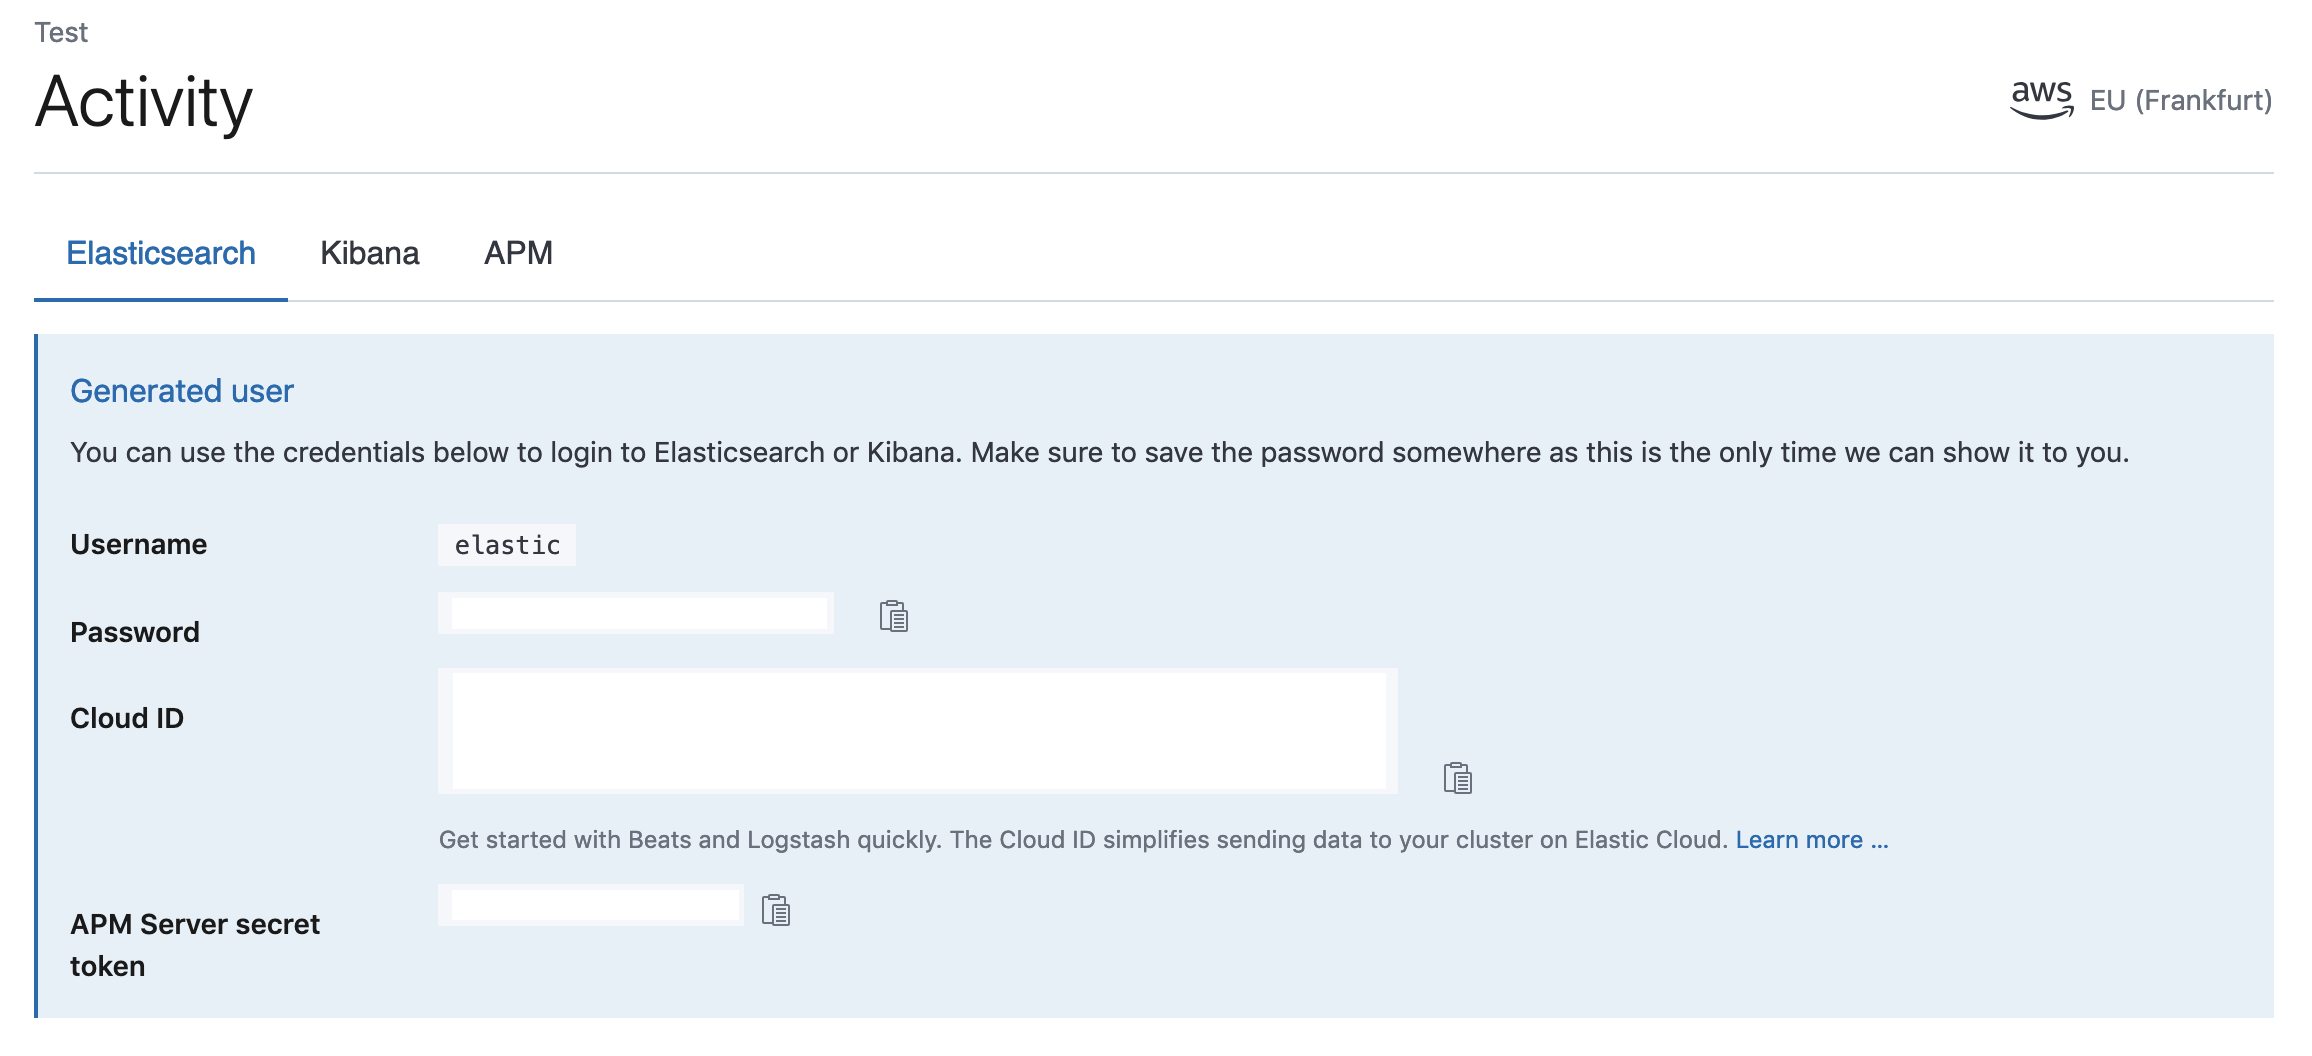 Test
Activity
aws EU (Frankfurt)
Elasticsearch Kibana APM
Generated user
You can use the credentials below to login to Elasticsearch or Kibana. Make sure to save the password somewhere as this is the only time we can show it to you.
Username elastic
Password
Cloud ID
Get started with Beats and Logstash quickly. The Cloud ID simplifies sending data to your cluster on Elastic Cloud. Learn more ...
APM Server secret
token